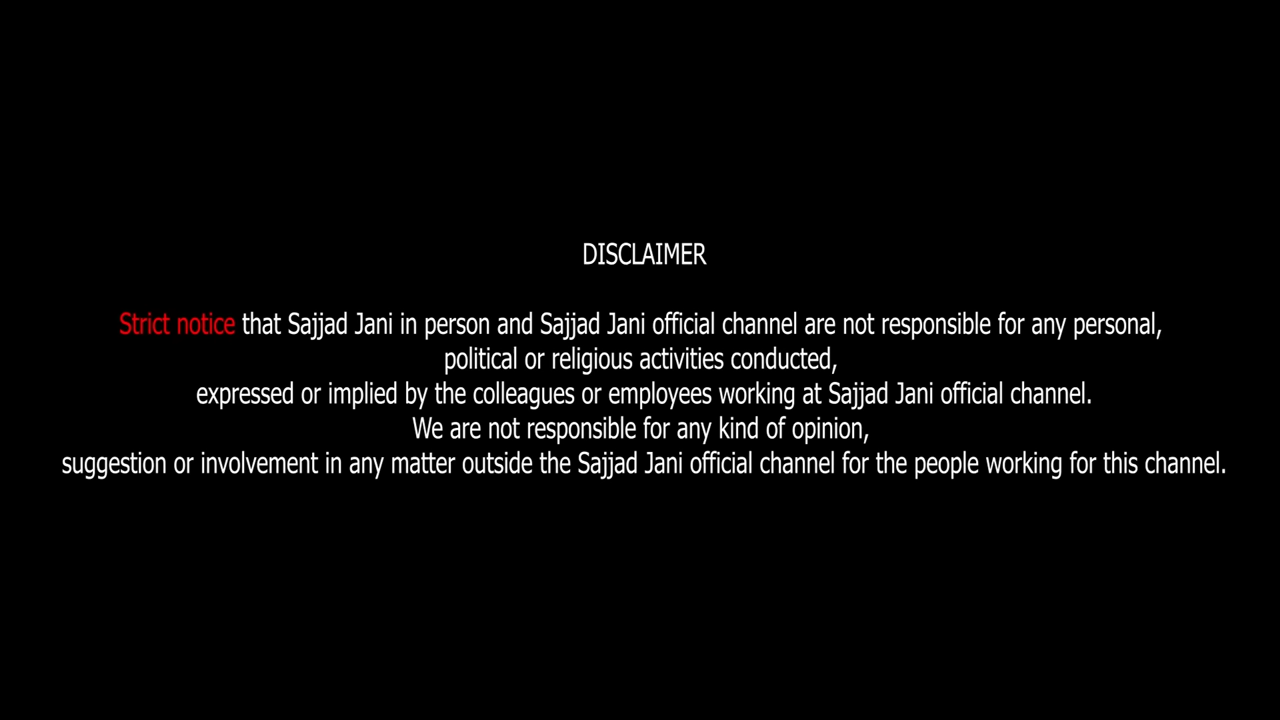 DISCLAIMER
Strict notice that Sajjad Jani in person and Sajjad Jani official channel are not responsible for any personal,
political or religious activities conducted,
expressed or implied by the colleagues or employees working at Sajjad Jani official channel.
We are not responsible for any kind of opinion,
suggestion or involvement in any matter outside the Sajjad Jani official channel for the people working for this channel.